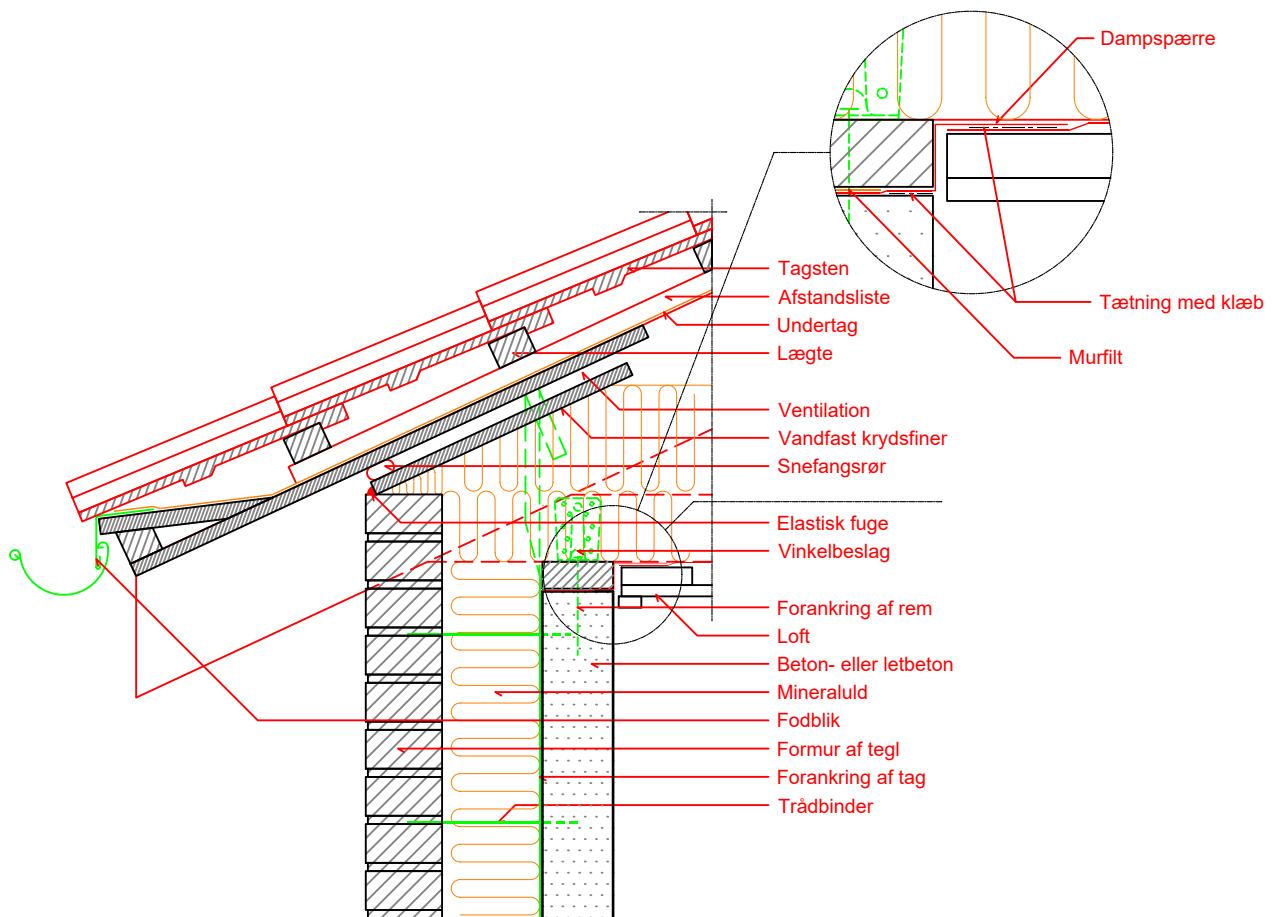 Dampspærre
Tagsten
Afstandsliste
Tætning med klæb
Undertag
Lægte
Murfilt
Ventilation
Vandfast krydsfiner
Snefangsrør
Elastisk fuge
Vinkelbeslag
Forankring af rem
Loft
Beton- eller letbeton
Mineraluld
Fodblik
Formur af tegl
Forankring af tag
Trådbinder